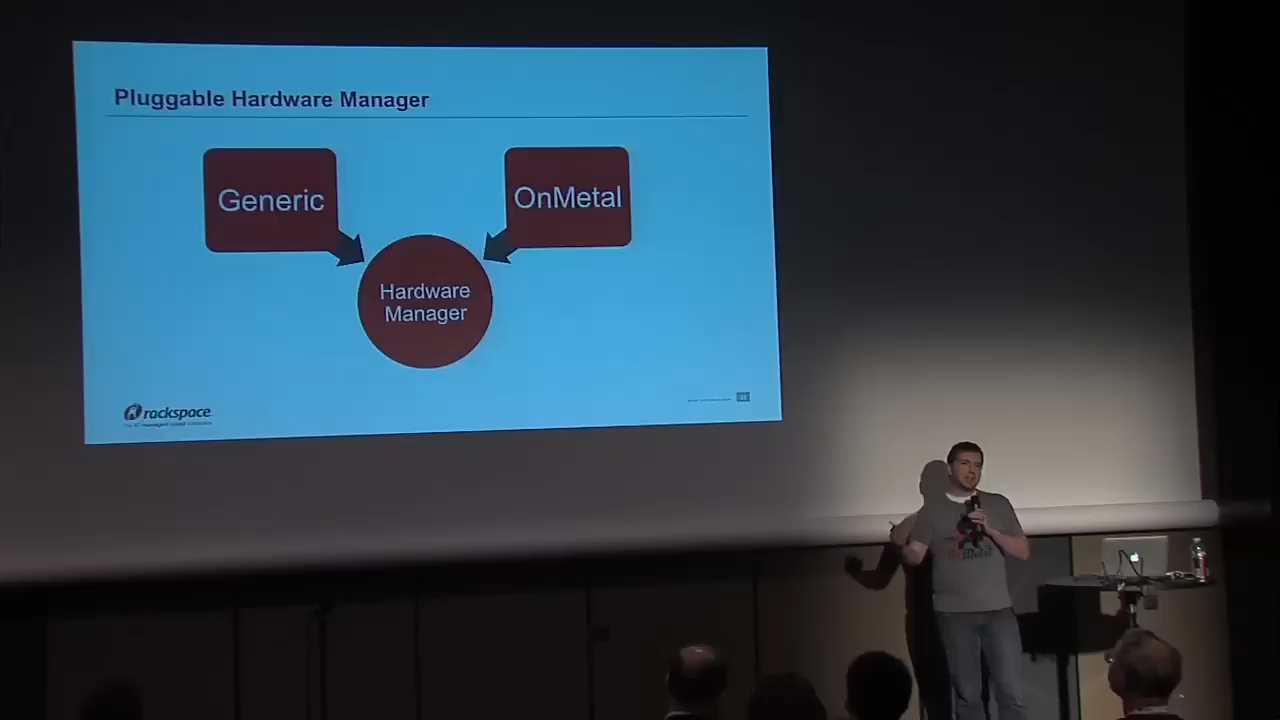 Pluggable Hardware Manager
Generic
OnMetal
Hardware
Manager
rackspace